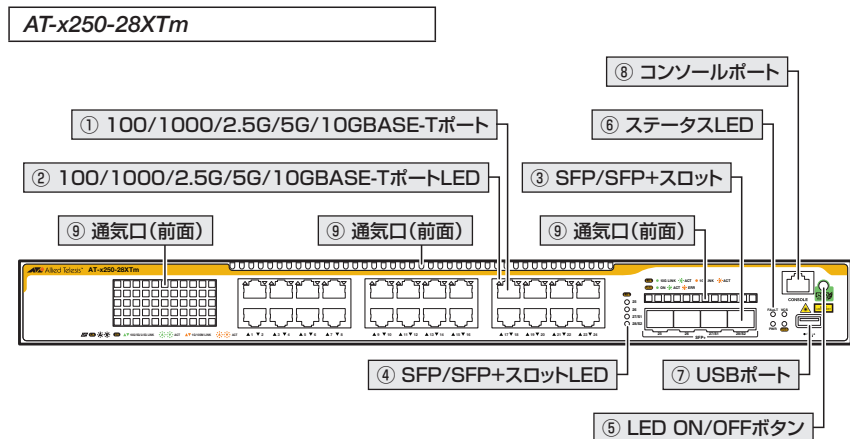 AT-x250-28XTm
⑧ コンソールポート
① 100/1000/2.5G/5G/10GBASE-Tポート
⑥ ステータスLED
② 100/1000/2.5G/5G/10GBASE-TポートLED
③ SFP/SFP+スロット
⑨ 通気口(前面)
⑨ 通気口(前面)
⑨ 通気口(前面)
Allied Telesis AT-x250-28XTm
CONSOLE
SFP+
④ SFP/SFP+スロットLED
⑦ USBポート
⑤ LED ON/OFFボタン